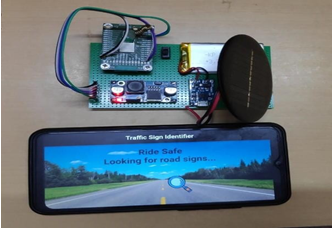 Traffic Sign Identifier
Ride Safe
Looking for road signs...